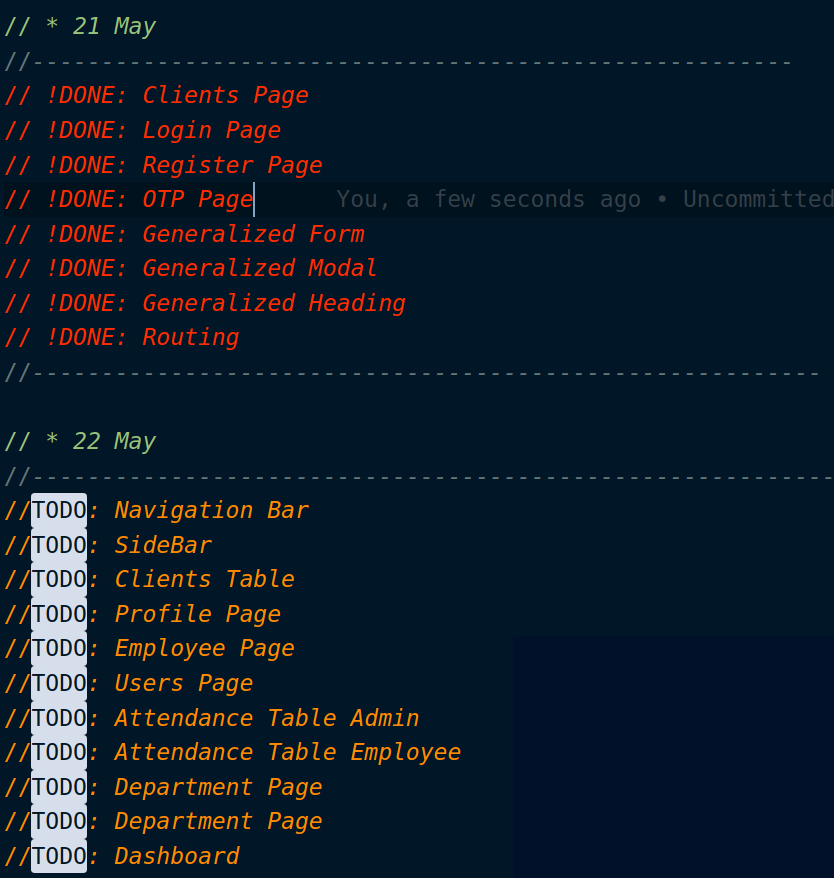 // * 21 May
//-------------------------------------------------------
// !DONE: Clients Page
// !DONE: Login Page
// !DONE: Register Page
// !DONE: OTP Page You, a few seconds ago • Uncommitted
// !DONE: Generalized Form
// !DONE: Generalized Modal
// !DONE: Generalized Heading
// !DONE: Routing
//---------------------------------------------------------
// * 22 May
//----------------------------------------------------------
//TODO: Navigation Bar
//TODO: SideBar
//TODO: Clients Table
//TODO: Profile Page
//TODO: Employee Page
//TODO: Users Page
//TODO: Attendance Table Admin
//TODO: Attendance Table Employee
//TODO: Department Page
//TODO: Department Page
//TODO: Dashboard